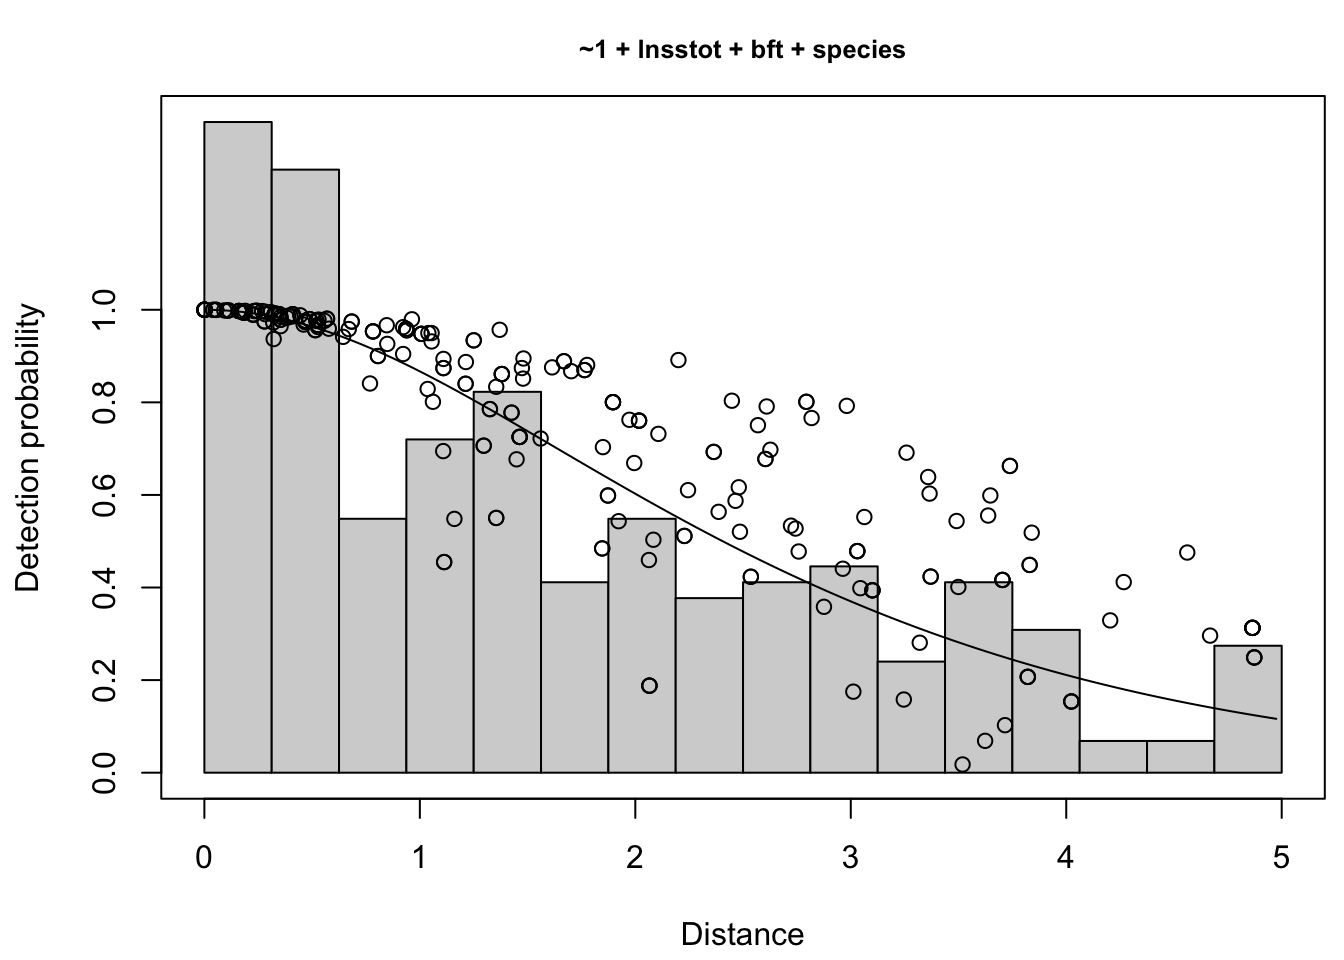 ~1 + lnsstot + bft + species
Detection probability
1.0
0.8
0.6
0.4
0.2
0.0
0 1 2 3 4 5
Distance